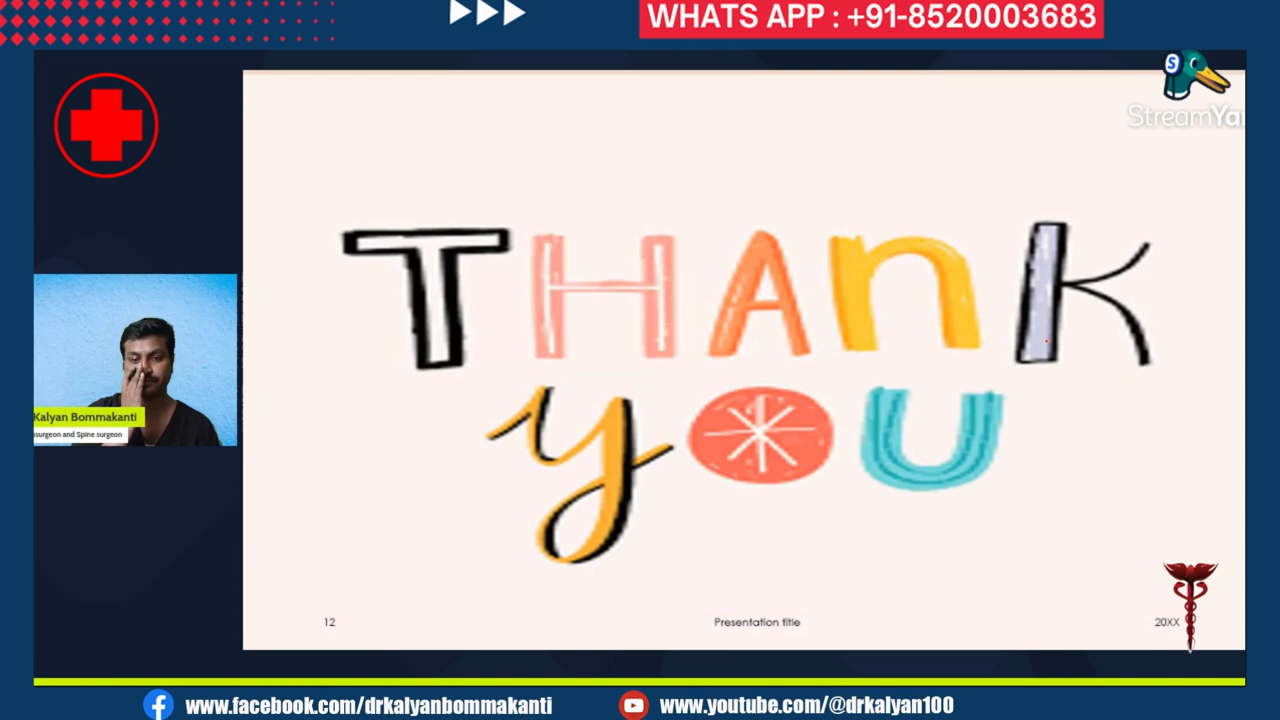 WHATS APP : +91-8520003683
S
StreamYa
THANK
yOU
Kalyan Bommakanti
surgeon and Spine surgeon
12
Presentation title
20XX
www.facebook.com/drkalyanbommakanti
www.youtube.com/@drkalyan100